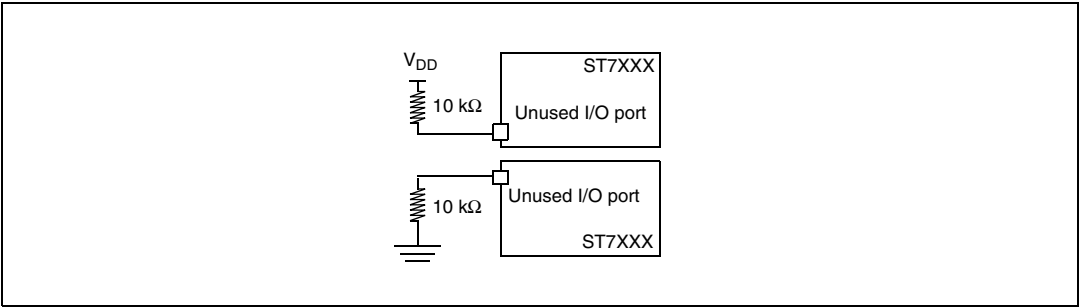 VDD
ST7XXX
10 kΩ
Unused I/O port
10 kΩ
Unused I/O port
ST7XXX